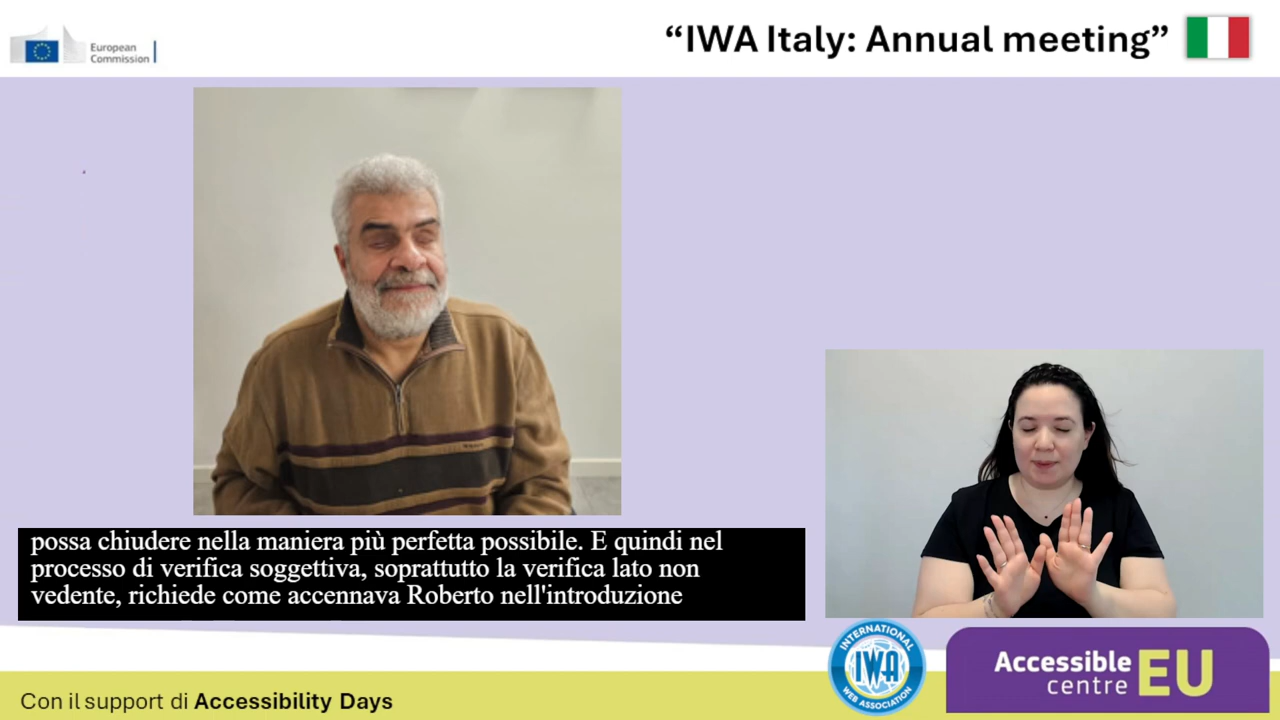 European
Commission
“IWA Italy: Annual meeting”
possa chiudere nella maniera più perfetta possibile. E quindi nel
processo di verifica soggettiva, soprattutto la verifica lato non
vedente, richiede come accennava Roberto nell'introduzione
INTERNATIONAL
IWA
WEB ASSOCIATION
Accessible
centre
EU
Con il support di Accessibility Days